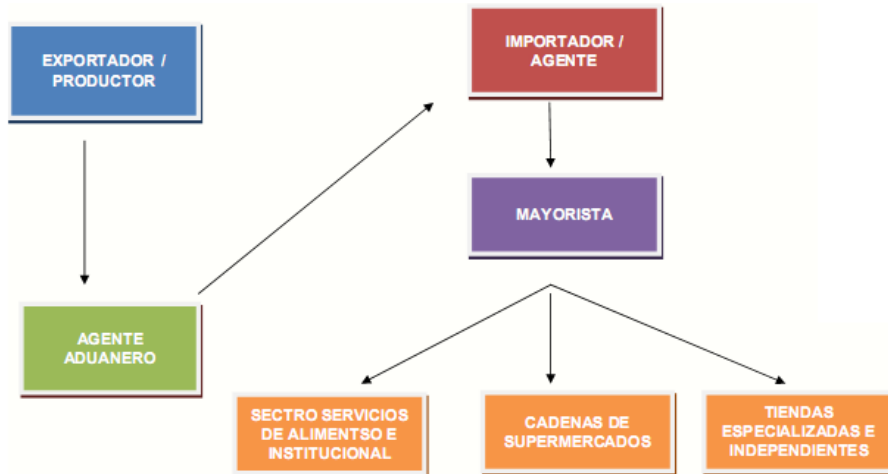 EXPORTADOR /
PRODUCTOR
IMPORTADOR /
AGENTE
MAYORISTA
AGENTE
ADUANERO
SECTRO SERVICIOS
DE ALIMENTSO E
INSTITUCIONAL
CADENAS DE
SUPERMERCADOS
TIENDAS
ESPECIALIZADAS E
INDEPENDIENTES